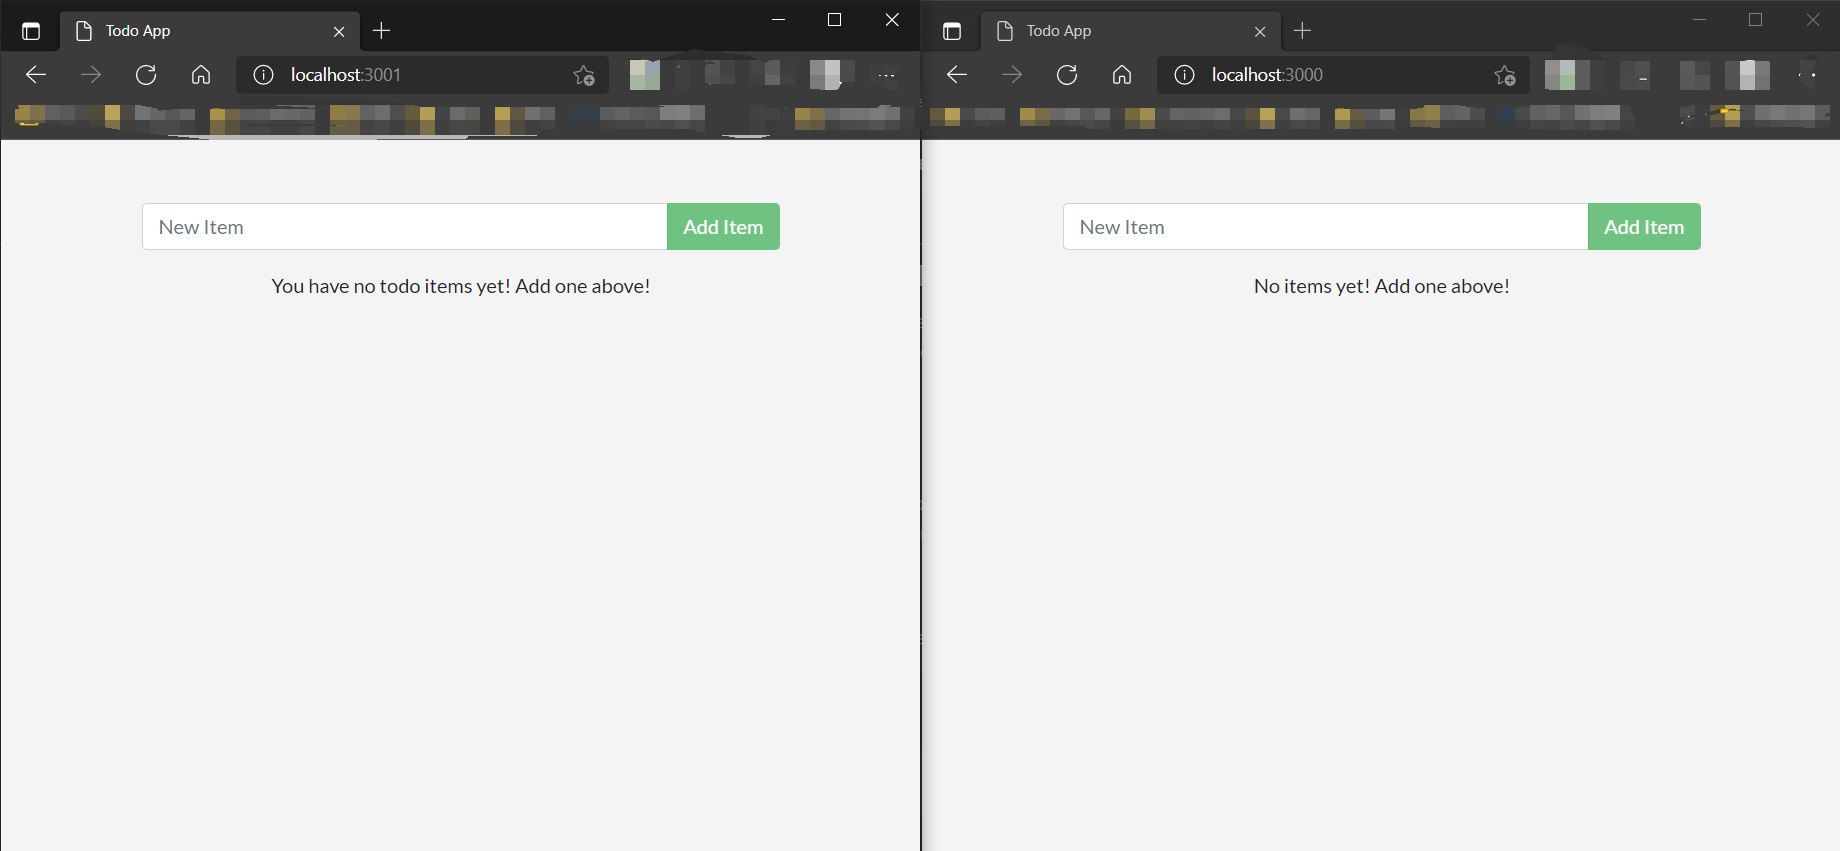 Todo App
localhost:3001
New Item
Add Item
You have no todo items yet! Add one above!
Todo App
localhost:3000
New Item
Add Item
No items yet! Add one above!